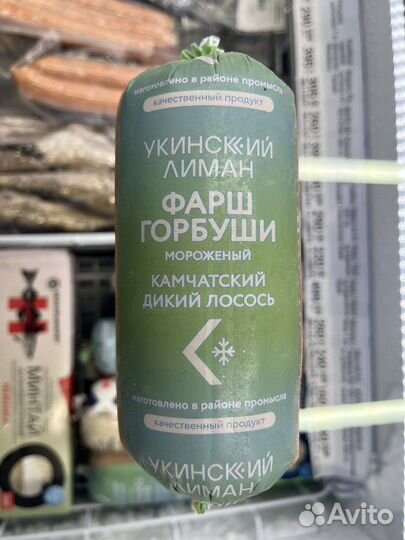 изготовлено в районе промысла
качественный продукт
УКИНСКИЙ
ЛИМАН
ФАРШ
ГОРБУШИ
МОРОЖЕНЫЙ
КАМЧАТСКИЙ
ДИКИЙ ЛОСОСЬ
изготовлено в районе промысла
качественный продукт
УКИНСКИЙ
ЛИМАН
МИНТАЙ
Avito